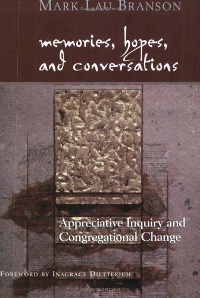 Mark Lau Branson
memories, hopes,
and conversations
Appreciative Inquiry and
Congregational Change
Foreword by Inagrace Dietterich